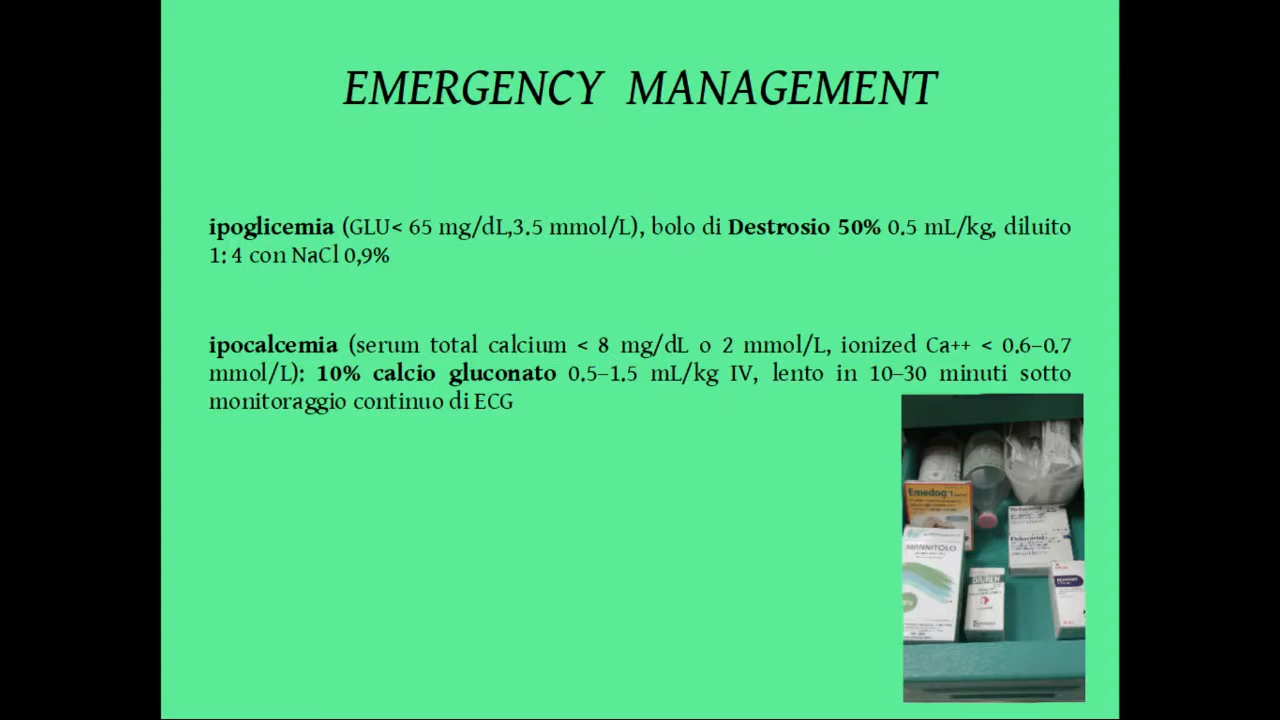 EMERGENCY MANAGEMENT
ipoglicemia (GLU< 65 mg/dL,3.5 mmol/L), bolo di Destrosio 50% 0.5 mL/kg, diluito
1: 4 con NaCl 0,9%
ipocalcemia (serum total calcium < 8 mg/dL o 2 mmol/L, ionized Ca++ < 0.6–0.7
mmol/L): 10% calcio gluconato 0.5–1.5 mL/kg IV, lento in 10–30 minuti sotto
monitoraggio continuo di ECG
Emedog
MANNITOLO
DIUREN